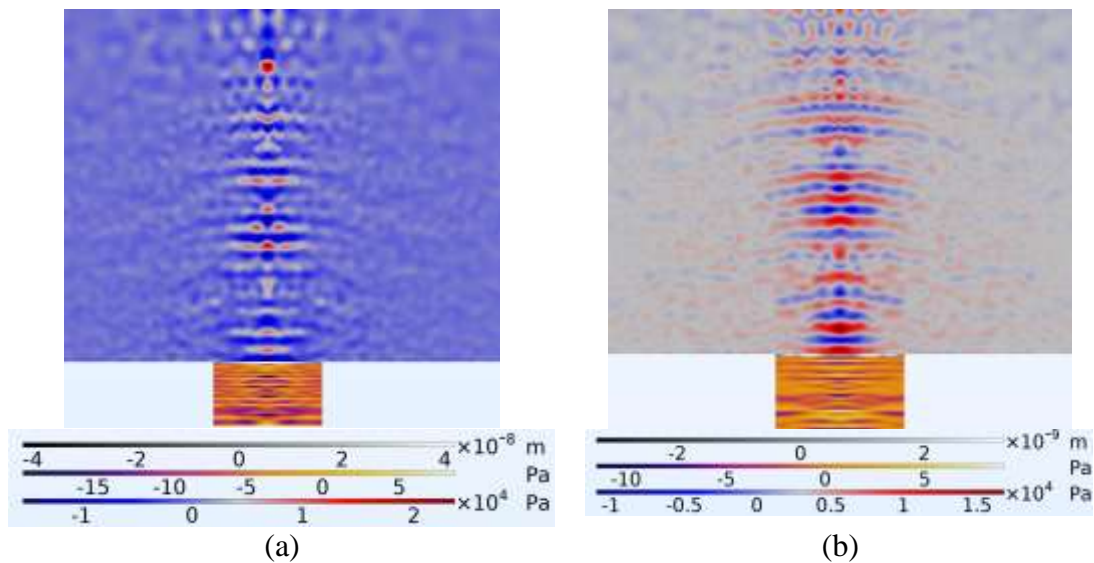 -4 -2 0 2 4 ×10⁻⁸ m
-15 -10 -5 0 5 Pa
-1 0 1 2 ×10⁴ Pa
(a)
-2 0 2 ×10⁻⁹ m
-10 -5 0 5 Pa
-1 -0.5 0 0.5 1 1.5 ×10⁴ Pa
(b)